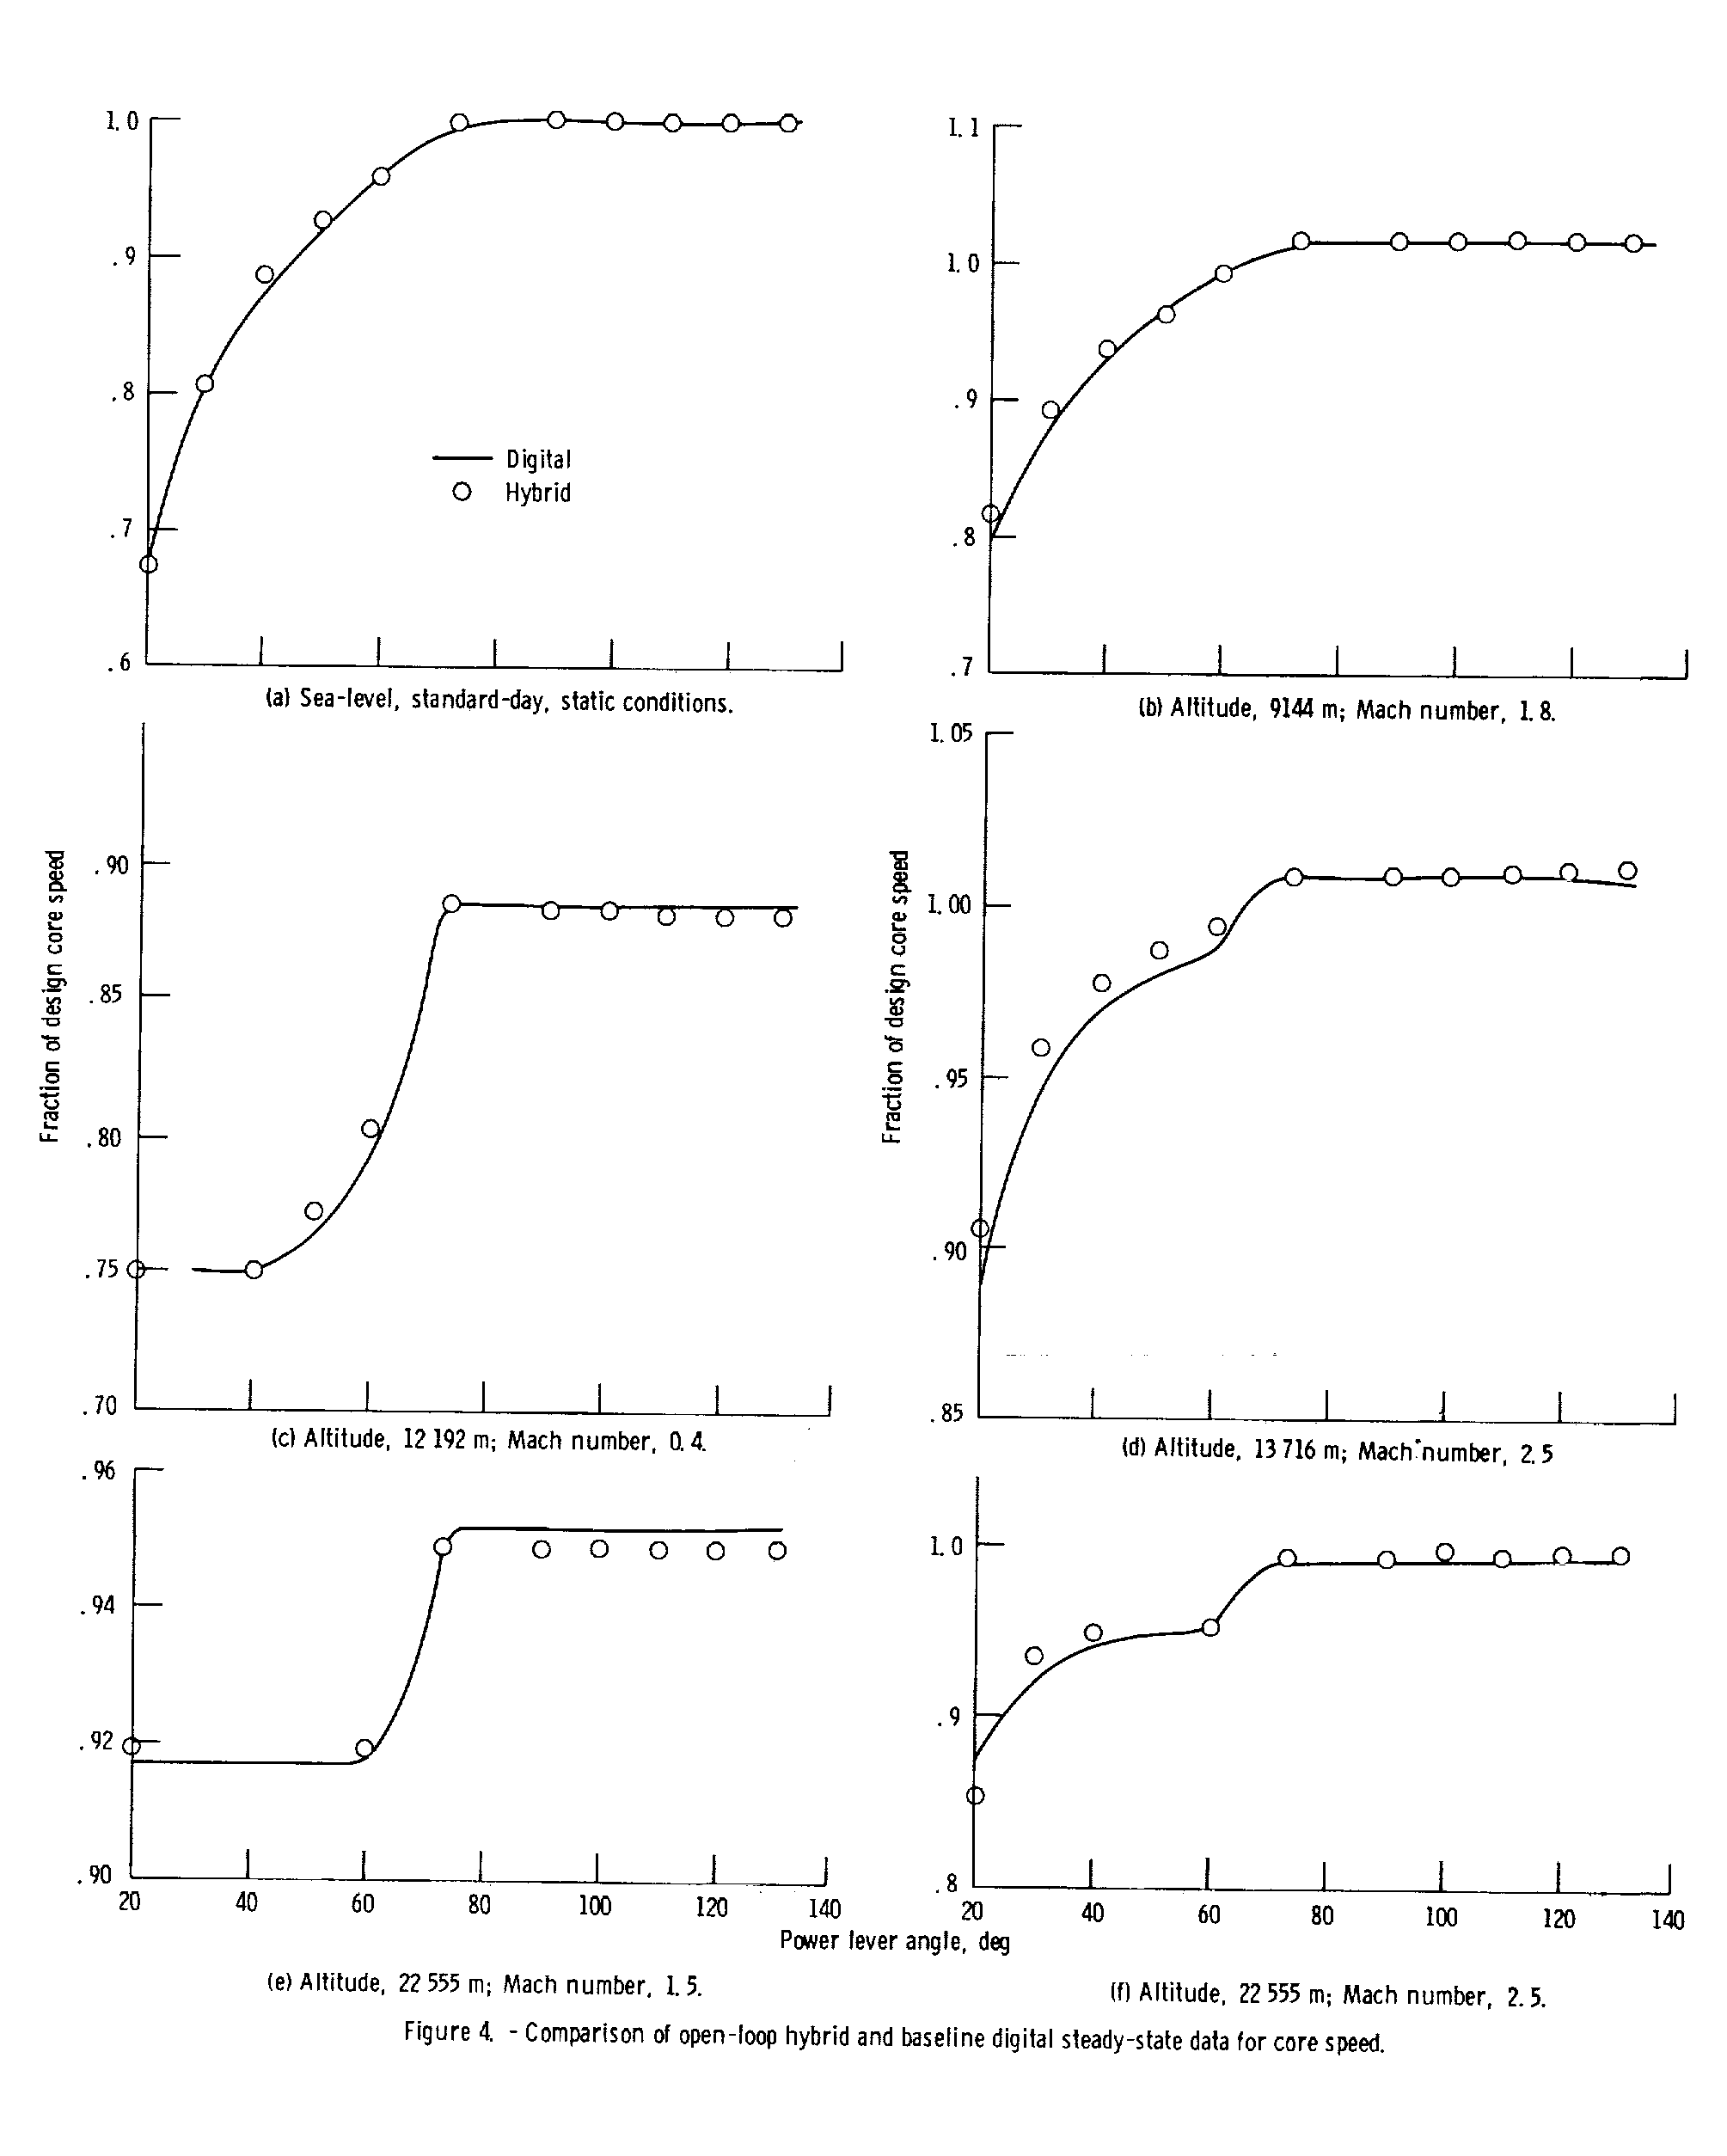 1.0
.9
.8
.7
.6
Digital
Hybrid
(a) Sea-level, standard-day, static conditions.
1.1
1.0
.9
.8
.7
(b) Altitude, 9144 m; Mach number, 1.8.
Fraction of design core speed
.90
.85
.80
.75
.70
(c) Altitude, 12 192 m; Mach number, 0.4.
Fraction of design core speed
1.05
1.00
.95
.90
.85
(d) Altitude, 13 716 m; Mach number, 2.5
.96
.94
.92
.90
20 40 60 80 100 120 140
1.0
.9
.8
20 40 60 80 100 120 140
Power lever angle, deg
(e) Altitude, 22 555 m; Mach number, 1.5.
(f) Altitude, 22 555 m; Mach number, 2.5.
Figure 4. - Comparison of open-loop hybrid and baseline digital steady-state data for core speed.